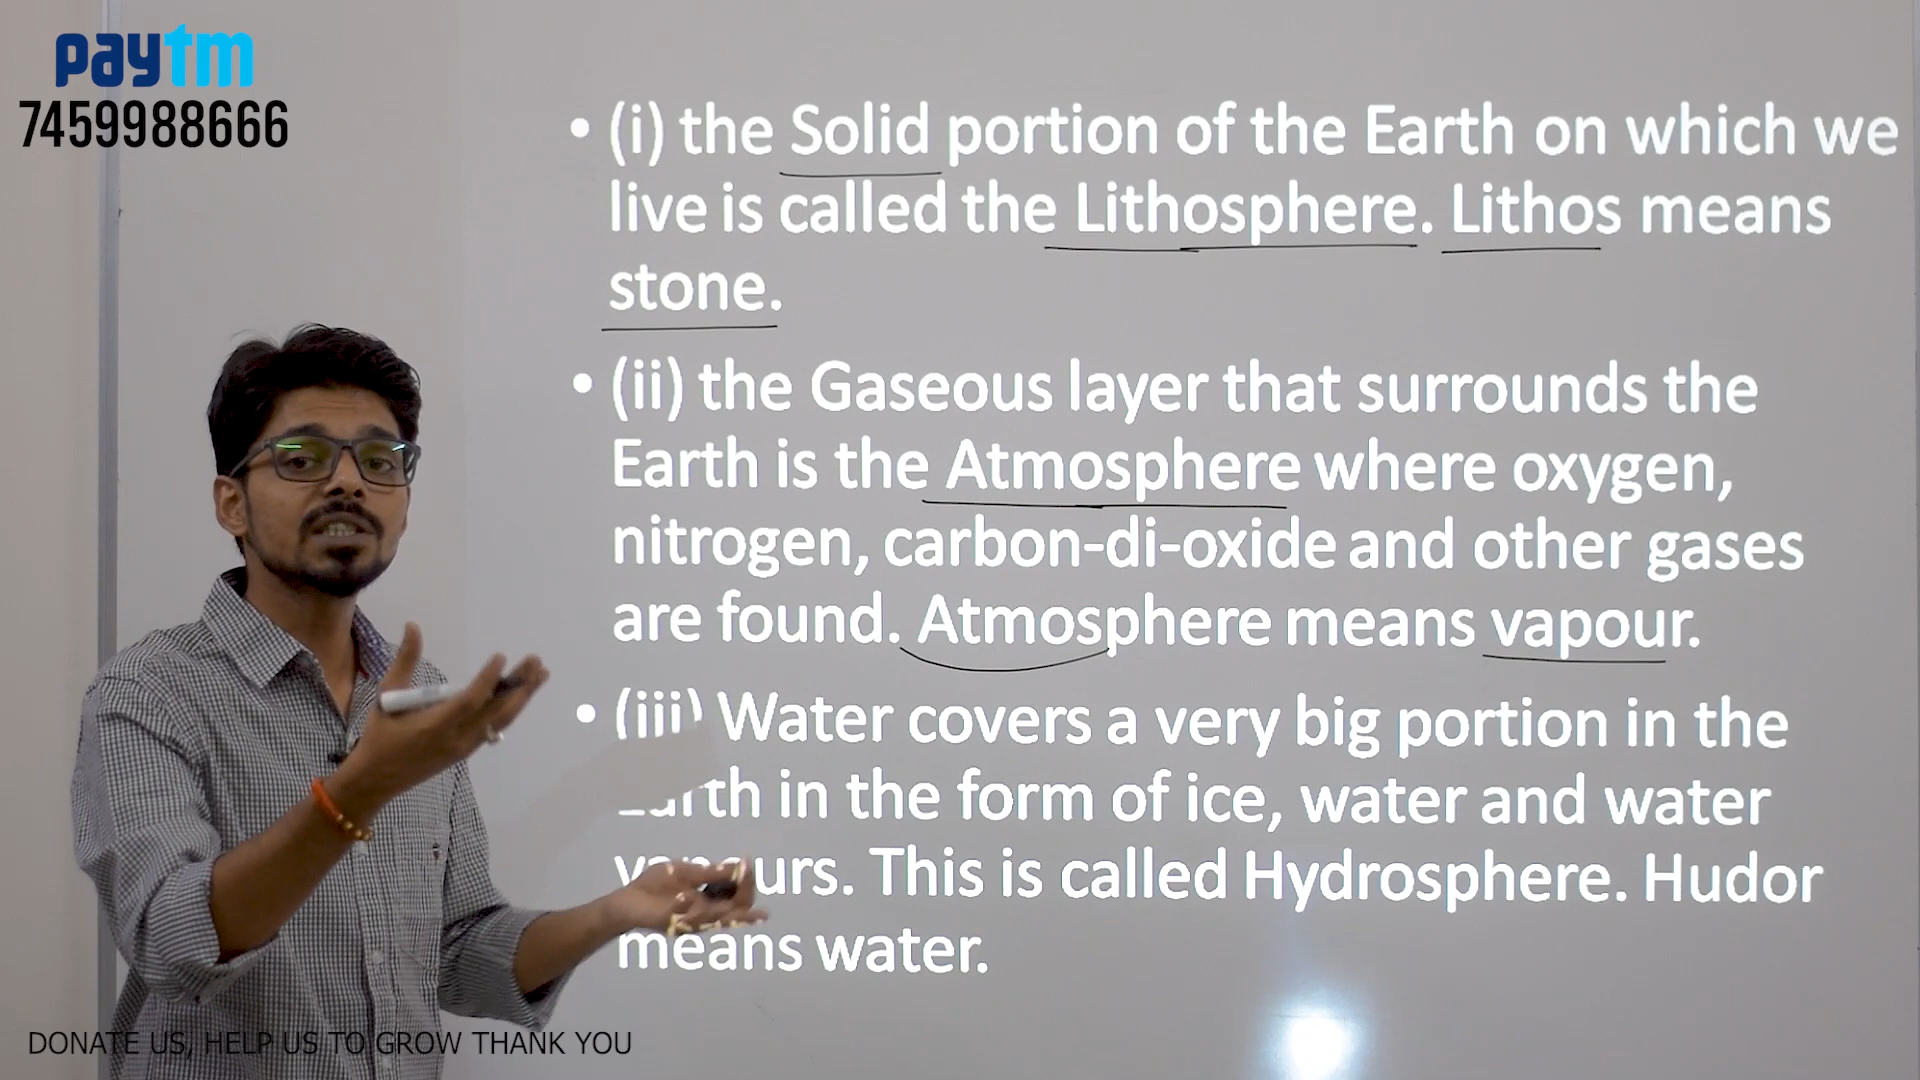 paytm
7459988666
• (i) the Solid portion of the Earth on which we
live is called the Lithosphere. Lithos means
stone.
• (ii) the Gaseous layer that surrounds the
Earth is the Atmosphere where oxygen,
nitrogen, carbon-di-oxide and other gases
are found. Atmosphere means vapour.
• (iii) Water covers a very big portion in the
Earth in the form of ice, water and water
vapours. This is called Hydrosphere. Hudor
means water.
DONATE US, HELP US TO GROW THANK YOU